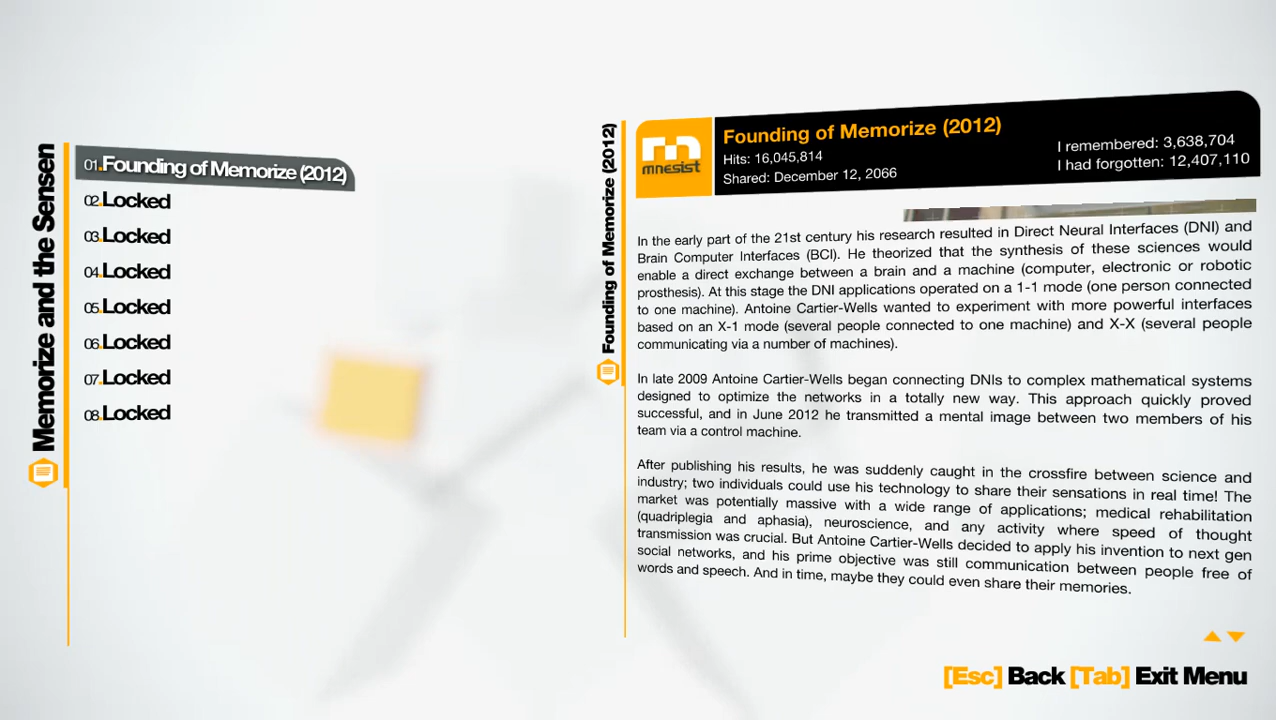 Memorize and the Sensen
01.Founding of Memorize (2012)
02.Locked
03.Locked
04.Locked
05.Locked
06.Locked
07.Locked
08.Locked
Founding of Memorize (2012)
mnesist
Founding of Memorize (2012)
Hits: 16,045,814
Shared: December 12, 2066
I remembered: 3,638,704
I had forgotten: 12,407,110
In the early part of the 21st century his research resulted in Direct Neural Interfaces (DNI) and
Brain Computer Interfaces (BCI). He theorized that the synthesis of these sciences would
enable a direct exchange between a brain and a machine (computer, electronic or robotic
prosthesis). At this stage the DNI applications operated on a 1-1 mode (one person connected
to one machine). Antoine Cartier-Wells wanted to experiment with more powerful interfaces
based on an X-1 mode (several people connected to one machine) and X-X (several people
communicating via a number of machines).
In late 2009 Antoine Cartier-Wells began connecting DNIs to complex mathematical systems
designed to optimize the networks in a totally new way. This approach quickly proved
successful, and in June 2012 he transmitted a mental image between two members of his
team via a control machine.
After publishing his results, he was suddenly caught in the crossfire between science and
industry; two individuals could use his technology to share their sensations in real time! The
market was potentially massive with a wide range of applications; medical rehabilitation
(quadriplegia and aphasia), neuroscience, and any activity where speed of thought
transmission was crucial. But Antoine Cartier-Wells decided to apply his invention to next gen
social networks, and his prime objective was still communication between people free of
words and speech. And in time, maybe they could even share their memories.
[Esc] Back [Tab] Exit Menu